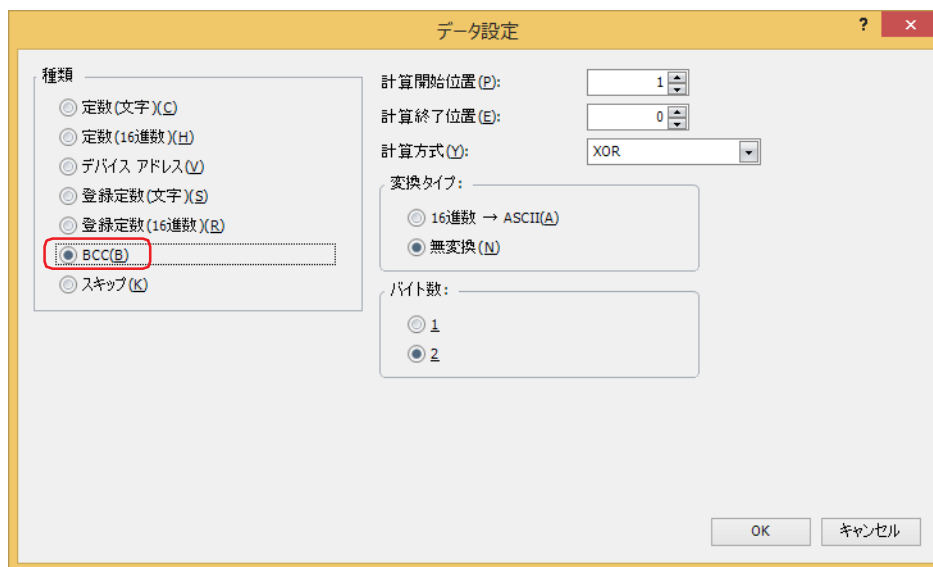 データ設定
? ×
種類
定数(文字)(C)
定数(16進数)(H)
デバイス アドレス(V)
登録定数(文字)(S)
登録定数(16進数)(R)
BCC(B)
スキップ(K)
計算開始位置(P): 1
計算終了位置(E): 0
計算方式(Y): XOR
変換タイプ:
16進数 → ASCII(A)
無変換(N)
バイト数:
1
2
OK キャンセル